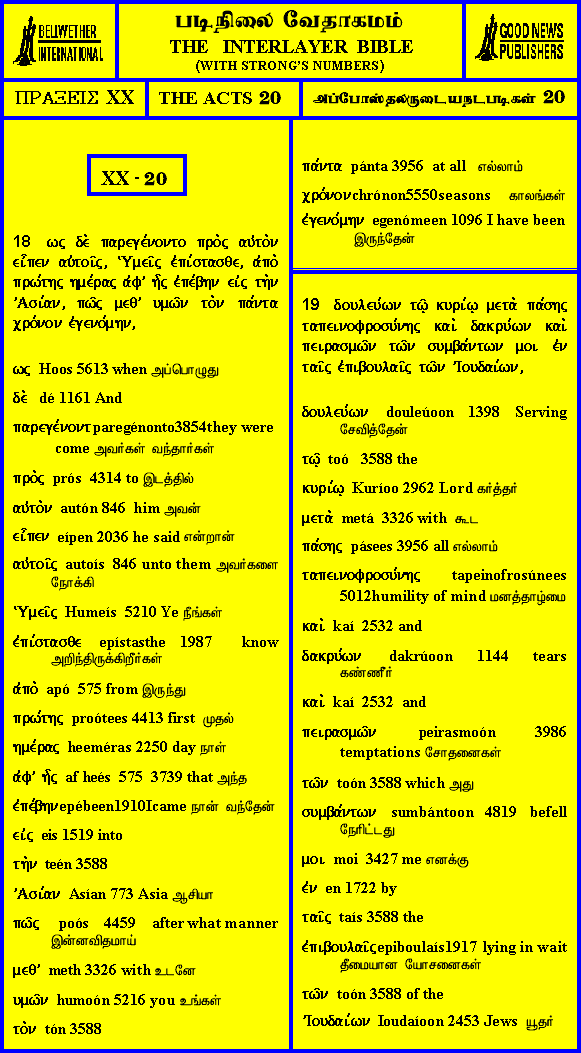 BELLWETHER
INTERNATIONAL
படிநிலை வேதாகமம்
THE INTERLAYER BIBLE
(WITH STRONG'S NUMBERS)
GOOD NEWS
PUBLISHERS
ΠΡΑΞΕΙΣ XX
THE ACTS 20
அப்போஸ்தலருடையநடபடிகள் 20
XX - 20
18 ως δὲ παρεγένοντο πρὸς αὐτὸν
εἶπεν αὐτοῖς, Ὑμεῖς ἐπίστασθε, ἀπὸ
πρώτης ημέρας ἀφ' ἧς ἐπέβην εἰς τὴν
Ἀσίαν, πῶς μεθ' υμῶν τὸν πάντα
χρόνον ἐγενόμην,
ως Hoos 5613 when அப்பொழுது
δὲ dé 1161 And
παρεγένοντ paregénonto3854they were
come அவர்கள் வந்தார்கள்
πρὸς prós 4314 to இடத்தில்
αὐτὸν autón 846 him அவன்
εἶπεν eípen 2036 he said என்றான்
αὐτοῖς autoís 846 unto them அவர்களை
நோக்கி
Ὑμεῖς Humeís 5210 Ye நீங்கள்
ἐπίστασθε epístasthe 1987 know
அறிந்திருக்கிறீர்கள்
ἀπὸ apó 575 from இருந்து
πρώτης proótees 4413 first முதல்
ημέρας heeméras 2250 day நாள்
ἀφ' ἧς af heés 575 3739 that அந்த
ἐπέβην epébeen1910Icame நான் வந்தேன்
εἰς eis 1519 into
τὴν teén 3588
Ἀσίαν Asían 773 Asia ஆசியா
πῶς poós 4459 after what manner
இன்னவிதமாய்
μεθ' meth 3326 with உடனே
υμῶν humoón 5216 you உங்கள்
τὸν tón 3588
πάντα pánta 3956 at all எல்லாம்
χρόνον chrónon5550seasons காலங்கள்
ἐγενόμην egenómeen 1096 I have been
இருந்தேன்
19 δουλεύων τῷ κυρίῳ μετὰ πάσης
ταπεινοφροσύνης καὶ δακρύων καὶ
πειρασμῶν τῶν συμβάντων μοι ἐν
ταῖς ἐπιβουλαῖς τῶν Ἰουδαίων,
δουλεύων douleúoon 1398 Serving
சேவித்தேன்
τῷ toó 3588 the
κυρίῳ Kuríoo 2962 Lord கர்த்தர்
μετὰ metá 3326 with கூட
πάσης pásees 3956 all எல்லாம்
ταπεινοφροσύνης tapeinofrosúnees
5012humility of mind மனத்தாழ்மை
καὶ kaí 2532 and
δακρύων dakrúoon 1144 tears
கண்ணீர்
καὶ kaí 2532 and
πειρασμῶν peirasmoón 3986
temptations சோதனைகள்
τῶν toón 3588 which அது
συμβάντων sumbántoon 4819 befell
நேரிட்டது
μοι moi 3427 me எனக்கு
ἐν en 1722 by
ταῖς taís 3588 the
ἐπιβουλαῖς epiboulaís1917 lying in wait
தீமையான யோசனைகள்
τῶν toón 3588 of the
Ἰουδαίων Ioudaíoon 2453 Jews யூதர்